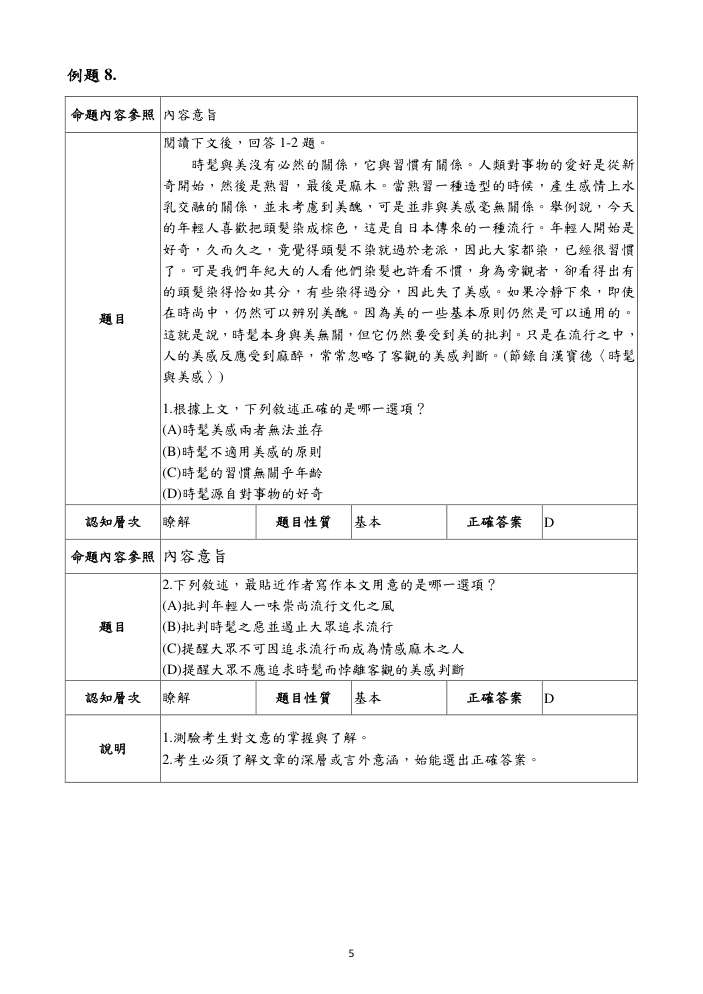 例題 8.
命題內容參照 內容意旨
題目
閱讀下文後，回答 1-2 題。
時髦與美沒有必然的關係，它與習慣有關係。人類對事物的愛好是從新
奇開始，然後是熟習，最後是麻木。當熟習一種造型的時候，產生感情上水
乳交融的關係，並未考慮到美醜，可是並非與美感毫無關係。舉例說，今天
的年輕人喜歡把頭髮染成棕色，這是自日本傳來的一種流行。年輕人開始是
好奇，久而久之，竟覺得頭髮不染就過於老派，因此大家都染，已經很習慣
了。可是我們年紀大的人看他們染髮也許看不慣，身為旁觀者，卻看得出有
的頭髮染得恰如其分，有些染得過分，因此失了美感。如果冷靜下來，即使
在時尚中，仍然可以辨別美醜。因為美的一些基本原則仍然是可以通用的。
這就是說，時髦本身與美無關，但它仍然要受到美的批判。只是在流行之中，
人的美感反應受到麻醉，常常忽略了客觀的美感判斷。(節錄自漢寶德〈時髦
與美感〉)
1.根據上文，下列敘述正確的是哪一選項？
(A)時髦美感兩者無法並存
(B)時髦不適用美感的原則
(C)時髦的習慣無關乎年齡
(D)時髦源自對事物的好奇
認知層次 瞭解 題目性質 基本 正確答案 D
命題內容參照 內容意旨
題目
2.下列敘述，最貼近作者寫作本文用意的是哪一選項？
(A)批判年輕人一味崇尚流行文化之風
(B)批判時髦之惡並遏止大眾追求流行
(C)提醒大眾不可因追求流行而成為情感麻木之人
(D)提醒大眾不應追求時髦而悖離客觀的美感判斷
認知層次 瞭解 題目性質 基本 正確答案 D
說明
1.測驗考生對文意的掌握與了解。
2.考生必須了解文章的深層或言外意涵，始能選出正確答案。
5